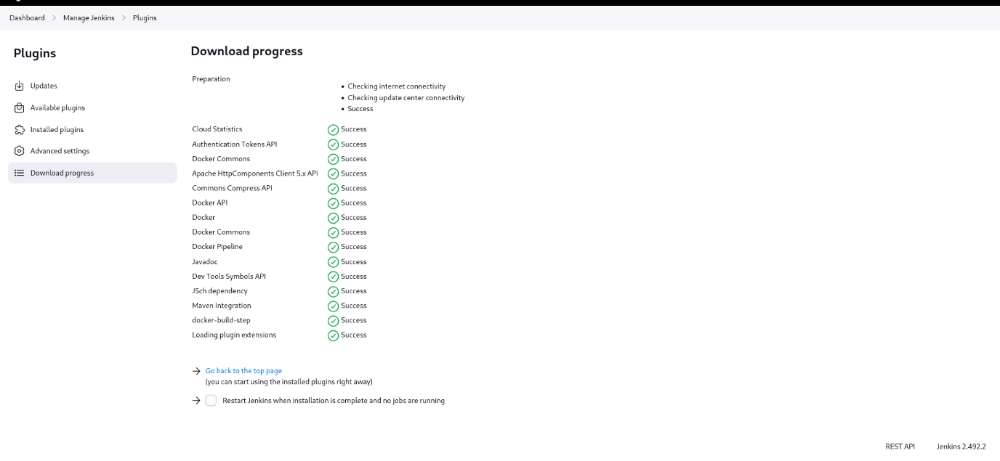 Dashboard > Manage Jenkins > Plugins
Plugins
Updates
Available plugins
Installed plugins
Advanced settings
Download progress
Download progress
Preparation
• Checking internet connectivity
• Checking update center connectivity
• Success
Cloud Statistics Success
Authentication Tokens API Success
Docker Commons Success
Apache HttpComponents Client 5.x API Success
Commons Compress API Success
Docker API Success
Docker Success
Docker Commons Success
Docker Pipeline Success
Javadoc Success
Dev Tools Symbols API Success
JSch dependency Success
Maven Integration Success
docker-build-step Success
Loading plugin extensions Success
→ Go back to the top page
(you can start using the installed plugins right away)
→ Restart Jenkins when installation is complete and no jobs are running
REST API Jenkins 2.492.2